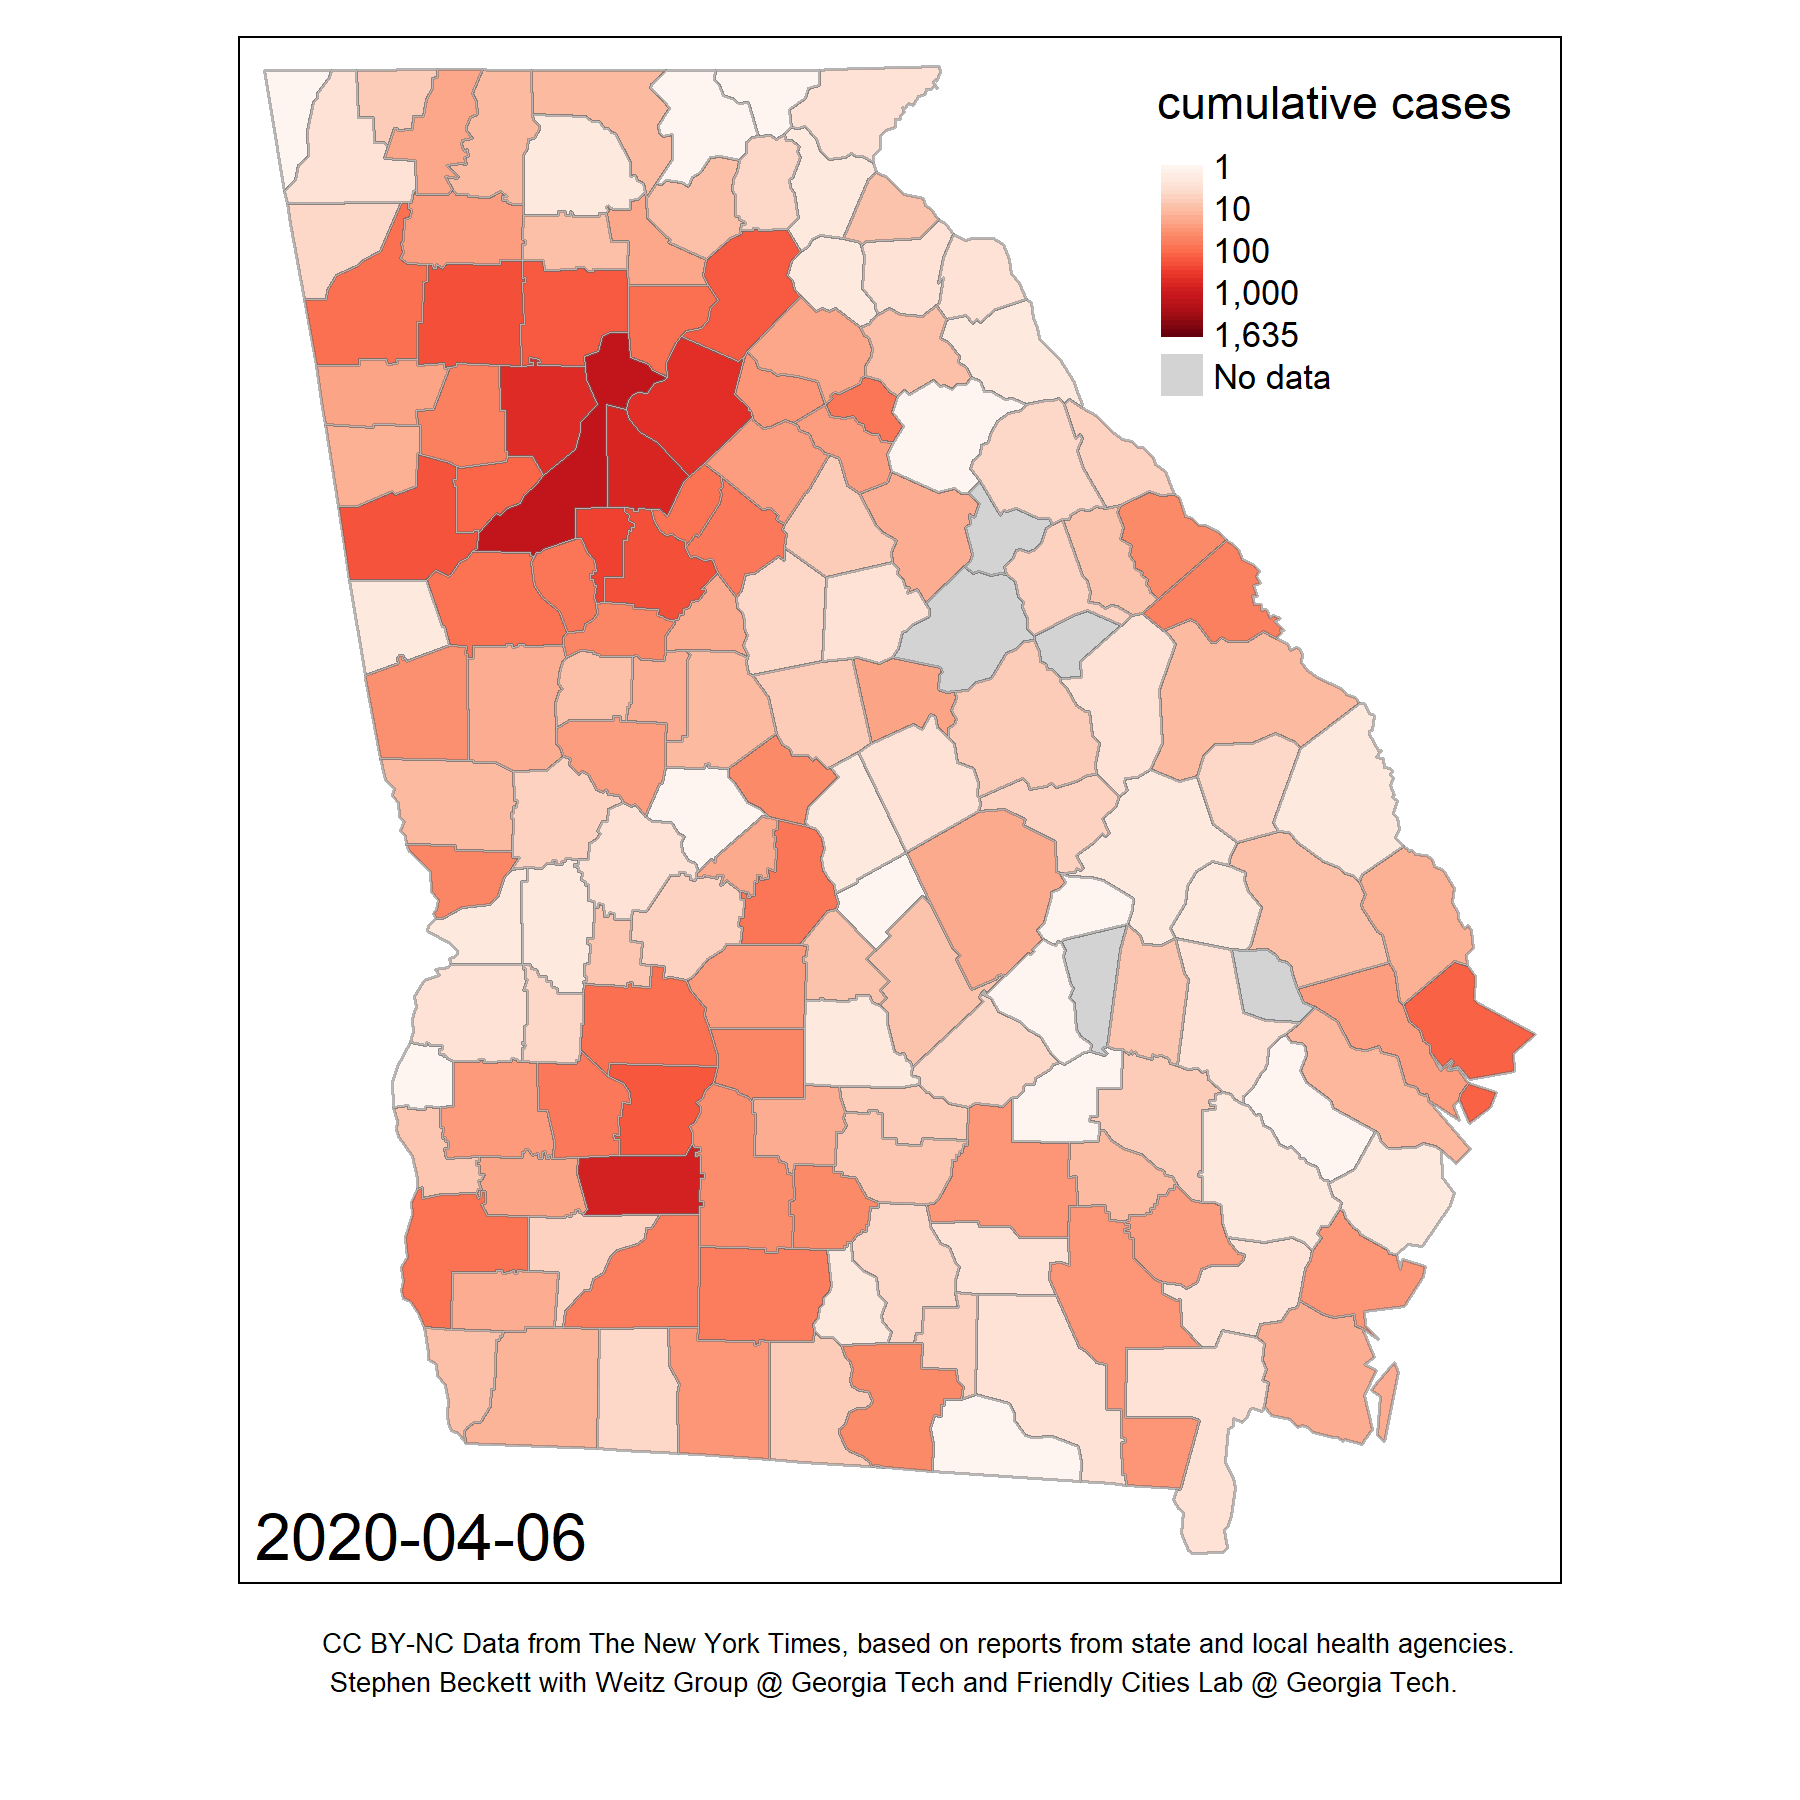 cumulative cases
1
10
100
1,000
1,635
No data
2020-04-06
CC BY-NC Data from The New York Times, based on reports from state and local health agencies.
Stephen Beckett with Weitz Group @ Georgia Tech and Friendly Cities Lab @ Georgia Tech.